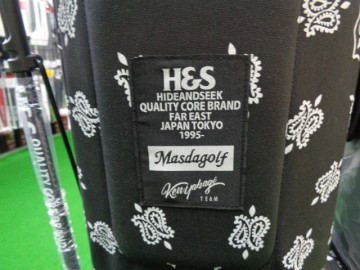 H&S
HIDEANDSEEK
QUALITY CORE BRAND
FAR EAST
JAPAN TOKYO
1995-
Masdagolf
TEAM